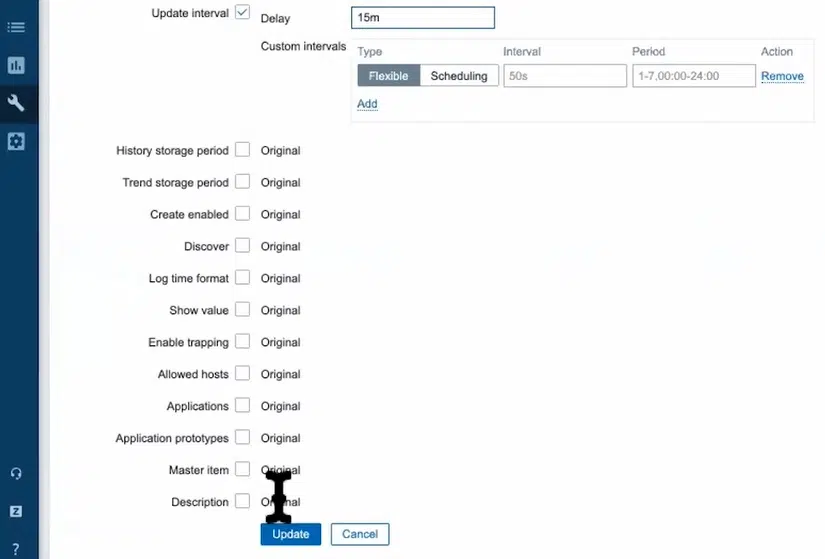 Update interval Delay 15m
Custom intervals Type Interval Period Action
Flexible Scheduling 50s 1-7,00:00-24:00 Remove
Add
History storage period Original
Trend storage period Original
Create enabled Original
Discover Original
Log time format Original
Show value Original
Enable trapping Original
Allowed hosts Original
Applications Original
Application prototypes Original
Master item Original
Description Original
Z
Update Cancel
?